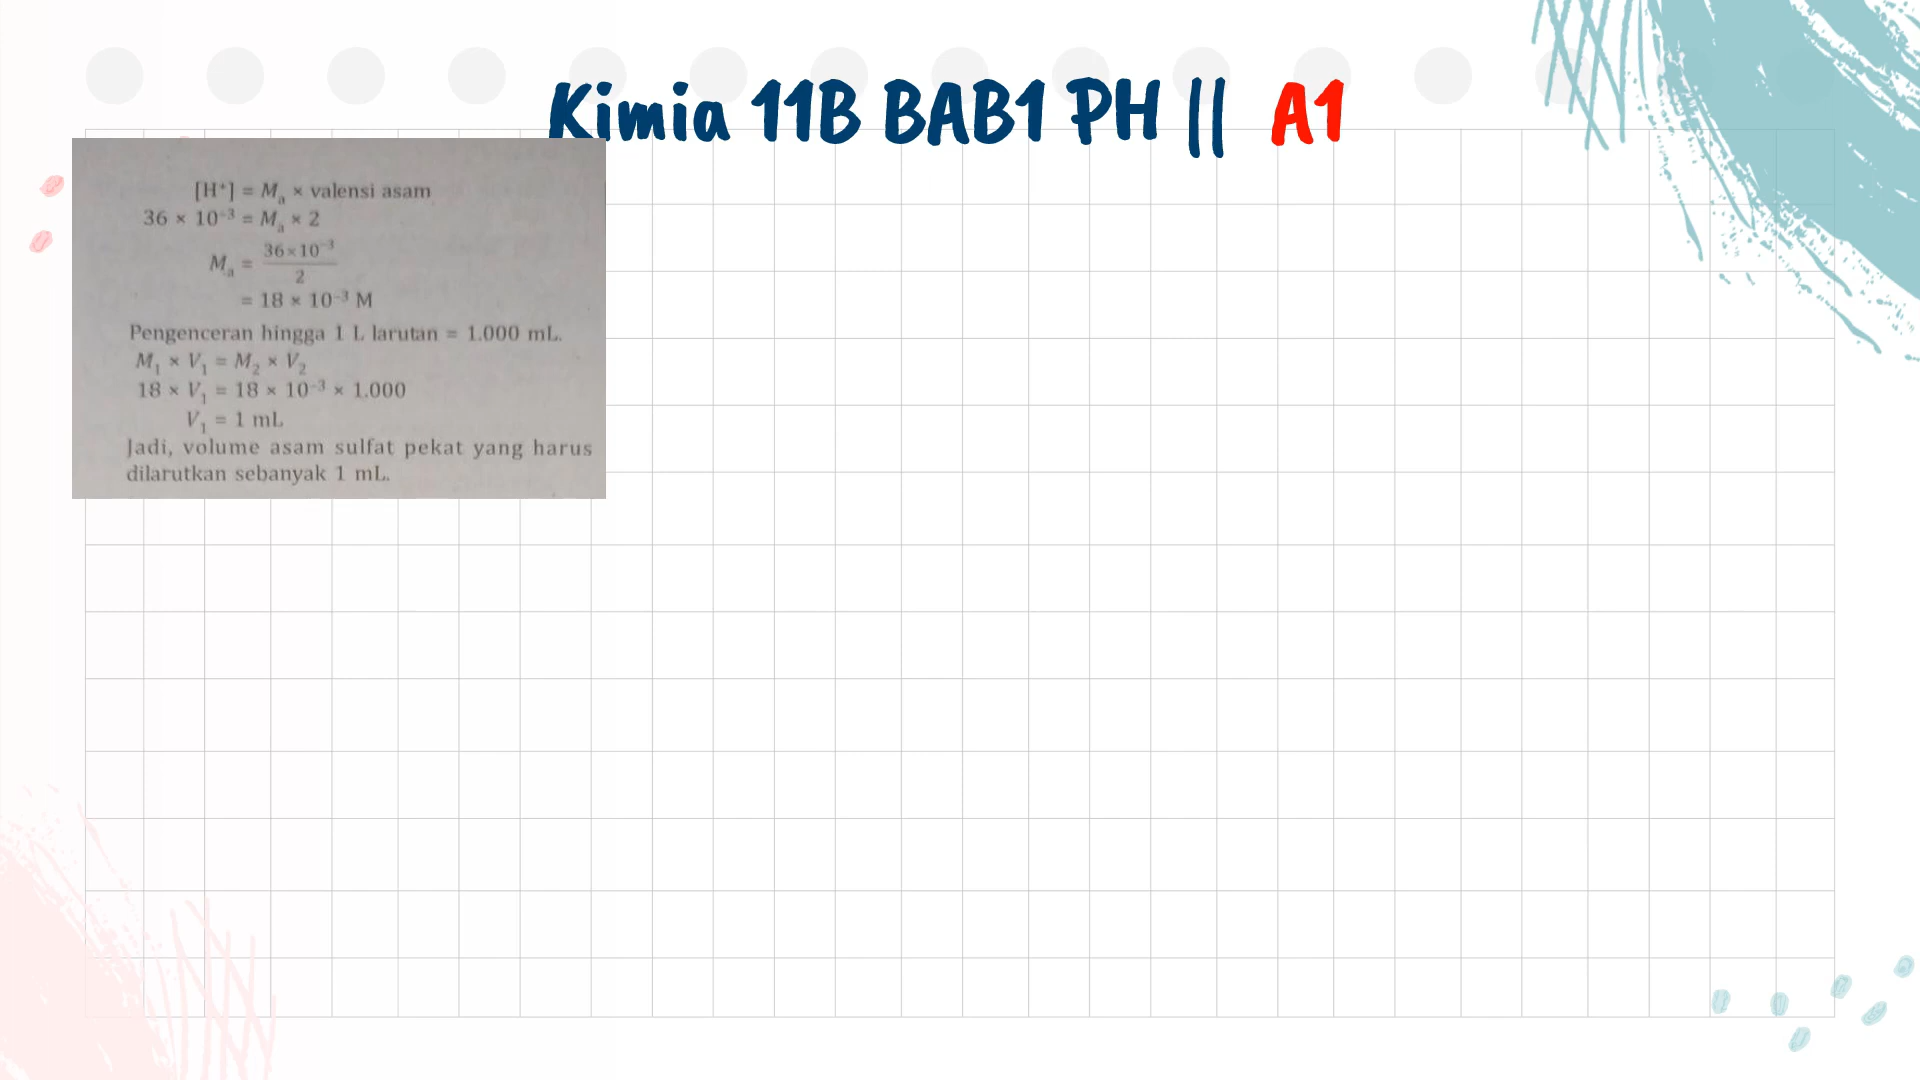 Kimia 11B BAB1 PH || A1
[H⁺] = Mₐ × valensi asam
36 × 10⁻³ = Mₐ × 2
Mₐ = 36×10⁻³ / 2
= 18 × 10⁻³ M
Pengenceran hingga 1 L larutan = 1.000 mL.
M₁ × V₁ = M₂ × V₂
18 × V₁ = 18 × 10⁻³ × 1.000
V₁ = 1 mL
Jadi, volume asam sulfat pekat yang harus
dilarutkan sebanyak 1 mL.